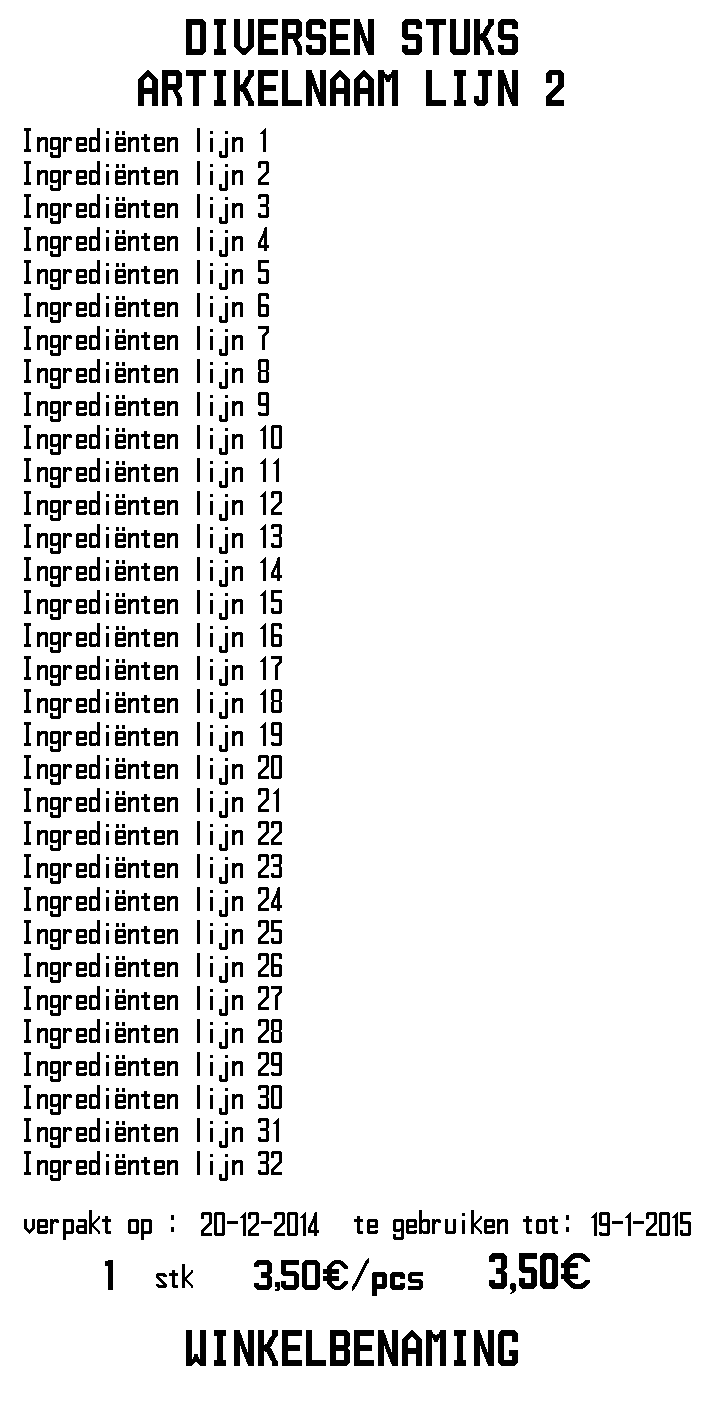 DIVERSEN STUKS
ARTIKELNAAM LIJN 2
Ingrediënten lijn 1
Ingrediënten lijn 2
Ingrediënten lijn 3
Ingrediënten lijn 4
Ingrediënten lijn 5
Ingrediënten lijn 6
Ingrediënten lijn 7
Ingrediënten lijn 8
Ingrediënten lijn 9
Ingrediënten lijn 10
Ingrediënten lijn 11
Ingrediënten lijn 12
Ingrediënten lijn 13
Ingrediënten lijn 14
Ingrediënten lijn 15
Ingrediënten lijn 16
Ingrediënten lijn 17
Ingrediënten lijn 18
Ingrediënten lijn 19
Ingrediënten lijn 20
Ingrediënten lijn 21
Ingrediënten lijn 22
Ingrediënten lijn 23
Ingrediënten lijn 24
Ingrediënten lijn 25
Ingrediënten lijn 26
Ingrediënten lijn 27
Ingrediënten lijn 28
Ingrediënten lijn 29
Ingrediënten lijn 30
Ingrediënten lijn 31
Ingrediënten lijn 32
verpakt op : 20-12-2014 te gebruiken tot: 19-1-2015
1 stk 3,50€/pcs 3,50€
WINKELBENAMING